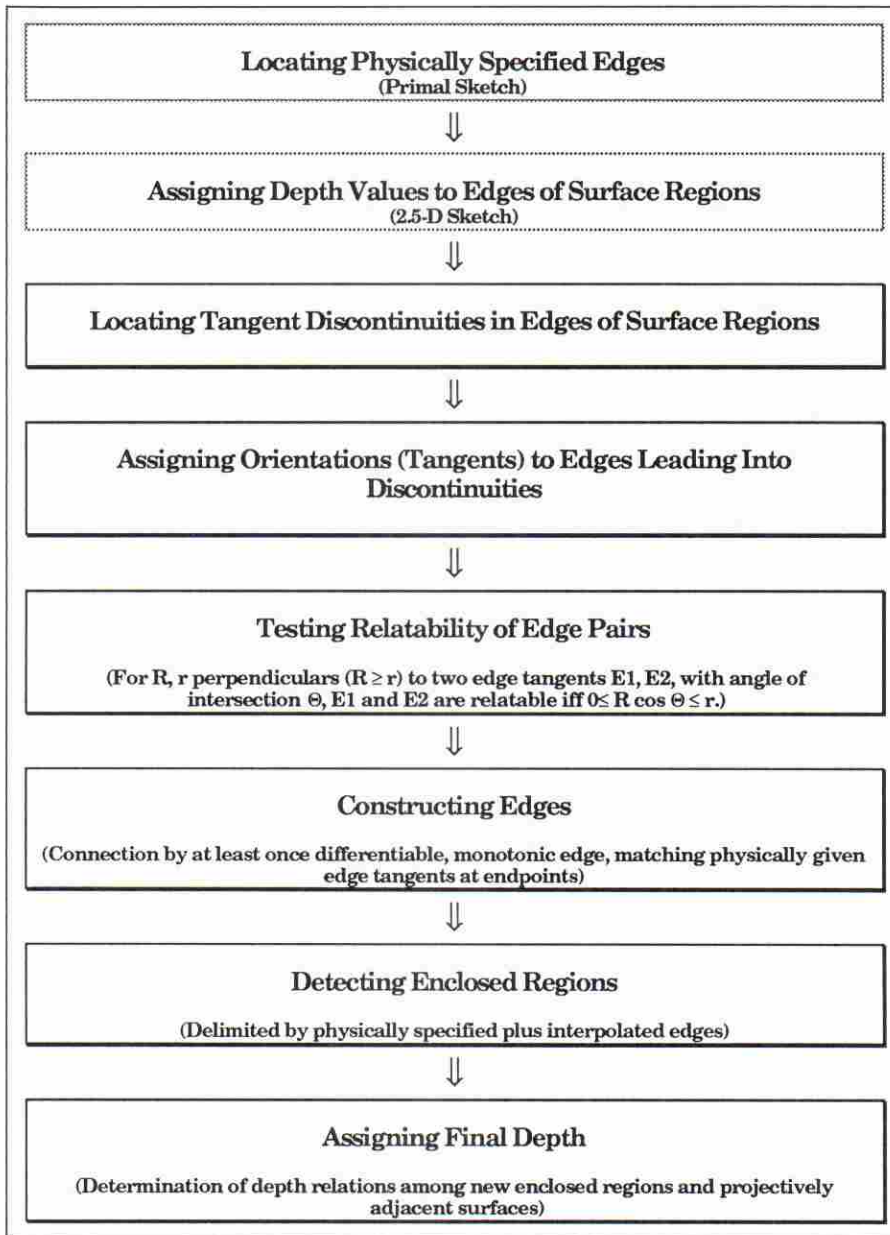 Locating Physically Specified Edges
(Primal Sketch)
⇓
Assigning Depth Values to Edges of Surface Regions
(2.5-D Sketch)
⇓
Locating Tangent Discontinuities in Edges of Surface Regions
⇓
Assigning Orientations (Tangents) to Edges Leading Into
Discontinuities
⇓
Testing Relatability of Edge Pairs
(For R, r perpendiculars (R ≥ r) to two edge tangents E1, E2, with angle of
intersection Θ, E1 and E2 are relatable iff 0≤ R cos Θ ≤ r.)
⇓
Constructing Edges
(Connection by at least once differentiable, monotonic edge, matching physically given
edge tangents at endpoints)
⇓
Detecting Enclosed Regions
(Delimited by physically specified plus interpolated edges)
⇓
Assigning Final Depth
(Determination of depth relations among new enclosed regions and projectively
adjacent surfaces)